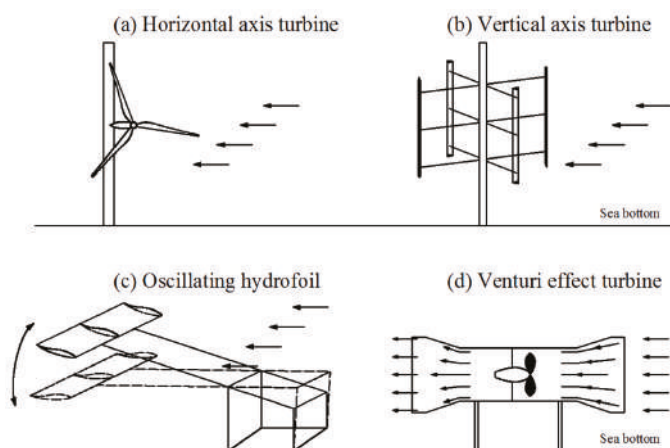 (a) Horizontal axis turbine
(b) Vertical axis turbine
Sea bottom
(c) Oscillating hydrofoil
(d) Venturi effect turbine
Sea bottom